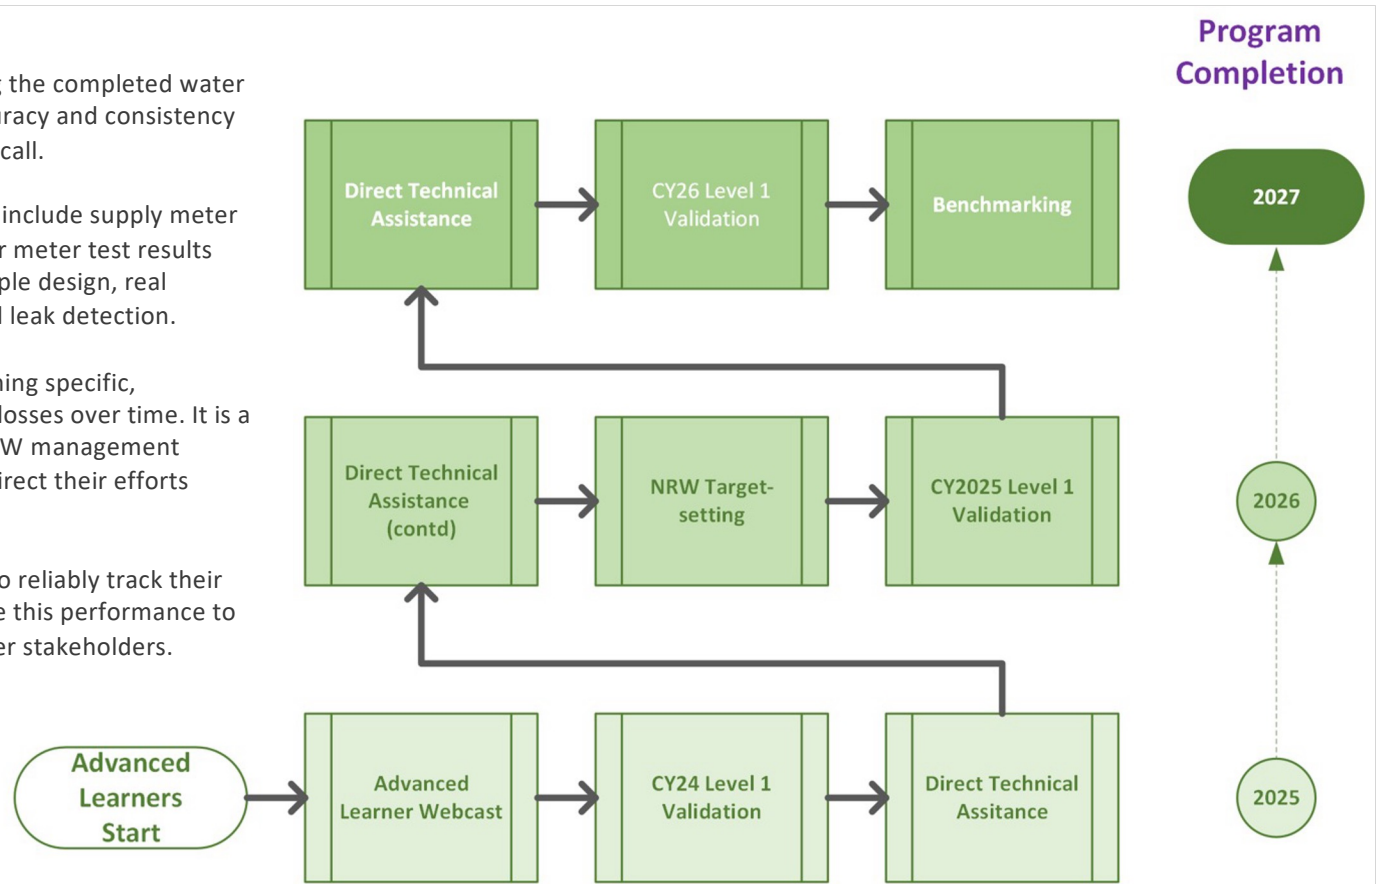 g the completed water
uracy and consistency
call.
include supply meter
r meter test results
ple design, real
l leak detection.
ning specific,
losses over time. It is a
W management
irect their efforts
o reliably track their
e this performance to
er stakeholders.
Program
Completion
Direct Technical
Assistance
CY26 Level 1
Validation
Benchmarking
2027
Direct Technical
Assistance
(contd)
NRW Target-
setting
CY2025 Level 1
Validation
2026
Advanced
Learners
Start
Advanced
Learner Webcast
CY24 Level 1
Validation
Direct Technical
Assitance
2025